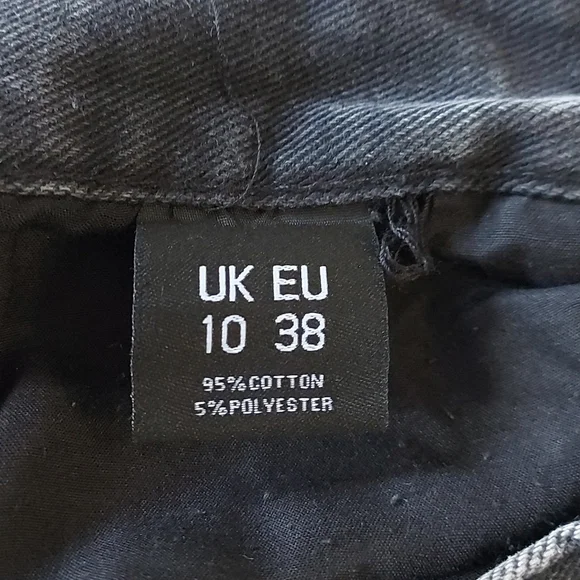 UK EU
10 38
95%COTTON
5%POLYESTER